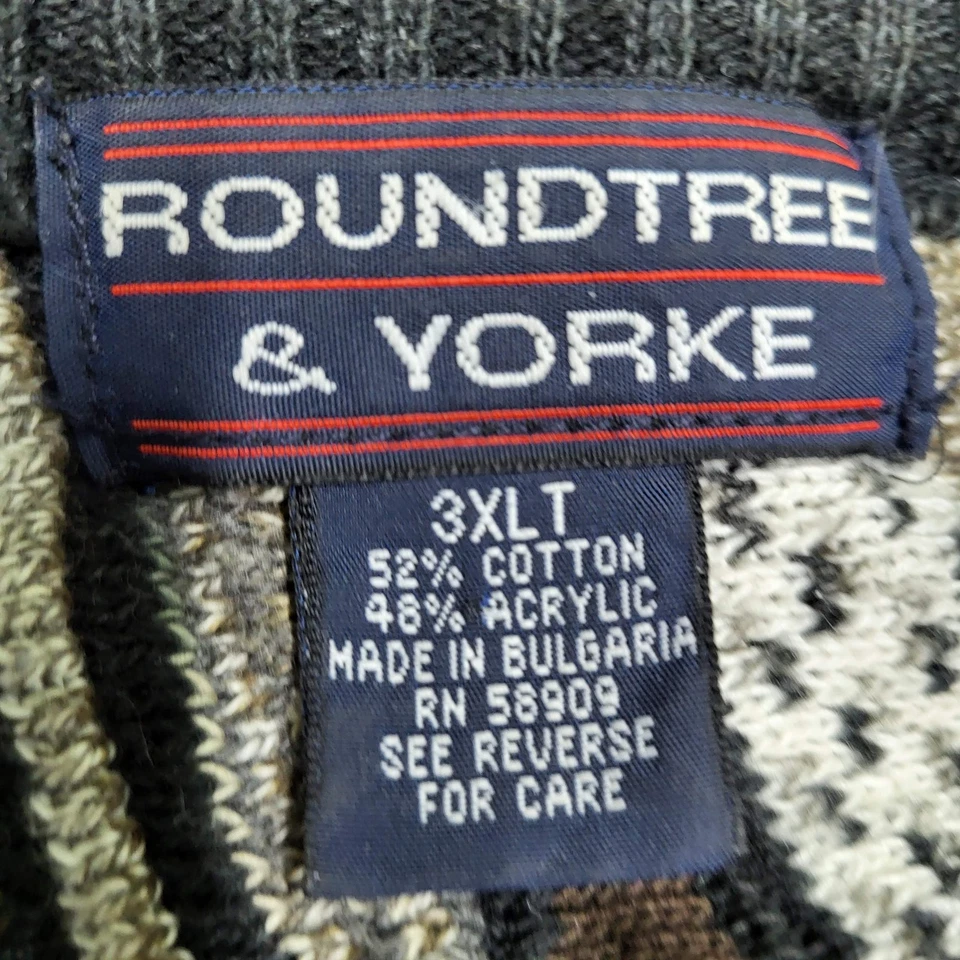 ROUNDTREE
& YORKE
3XLT
52% COTTON
48% ACRYLIC
MADE IN BULGARIA
RN 58909
SEE REVERSE
FOR CARE